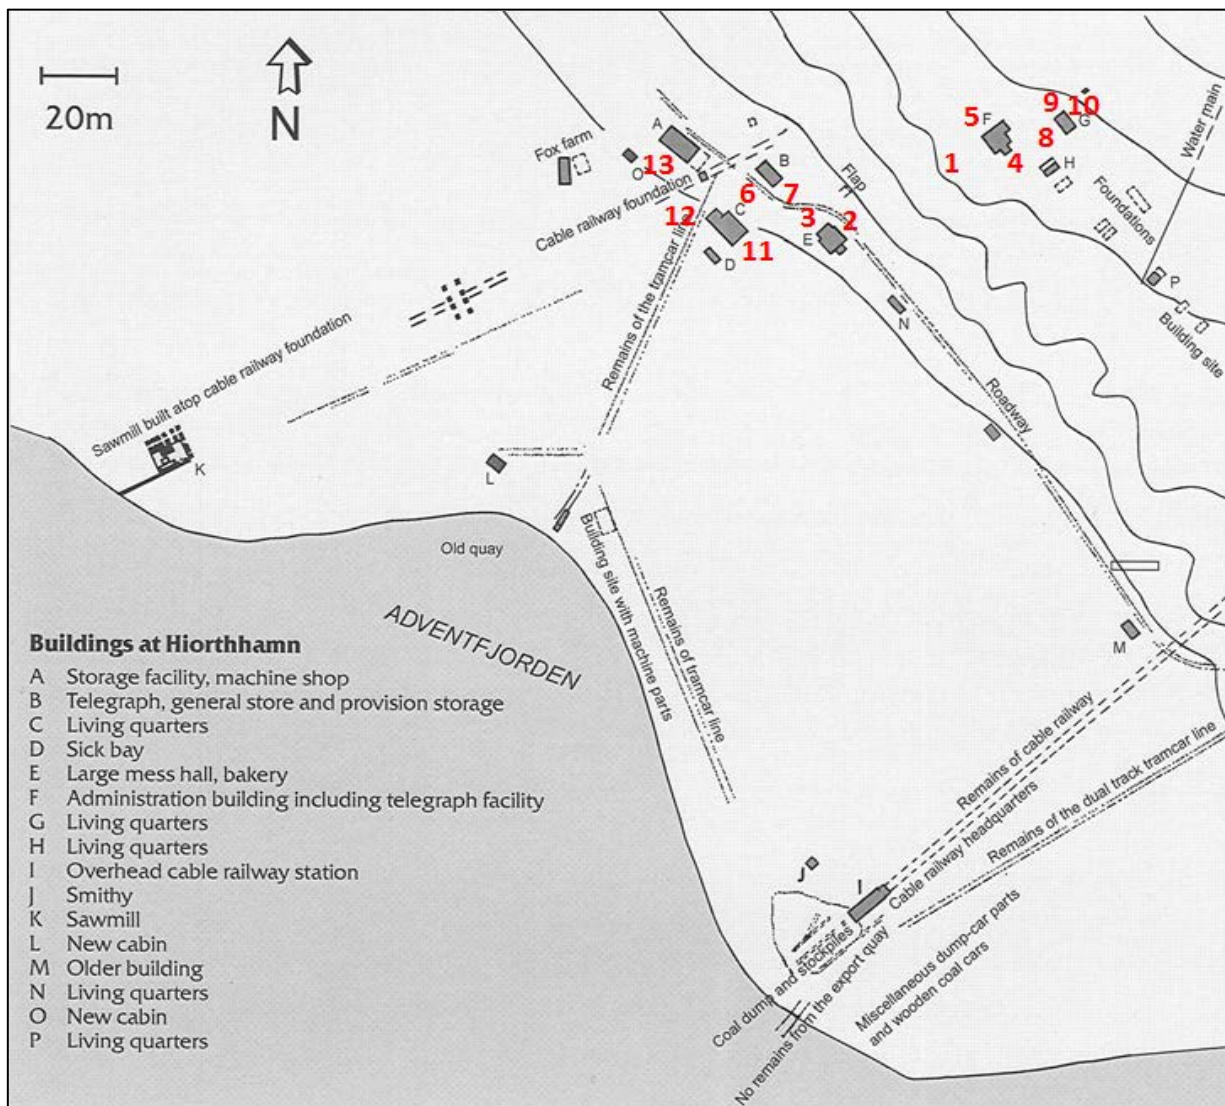 20m
N
A
Fox farm
O
13
Cable railway foundation
12
C
D
11
6
B
7
3
E
2
Flap
5
F
1
4
9
10
G
8
H
Water main
Foundations
P
Building site
N
Roadway
Remains of the tramcar line
Sawmill built atop cable railway foundation
K
L
Old quay
Building site with machine parts
Remains of tramcar line
ADVENTFJORDEN
M
Remains of cable railway
Cable railway headquarters
Remains of the dual track tramcar line
J
I
Coal dump and stockpiles
No remains from the export quay
Miscellaneous dump-car parts
and wooden coal cars
Buildings at Hiorthhamn
A Storage facility, machine shop
B Telegraph, general store and provision storage
C Living quarters
D Sick bay
E Large mess hall, bakery
F Administration building including telegraph facility
G Living quarters
H Living quarters
I Overhead cable railway station
J Smithy
K Sawmill
L New cabin
M Older building
N Living quarters
O New cabin
P Living quarters